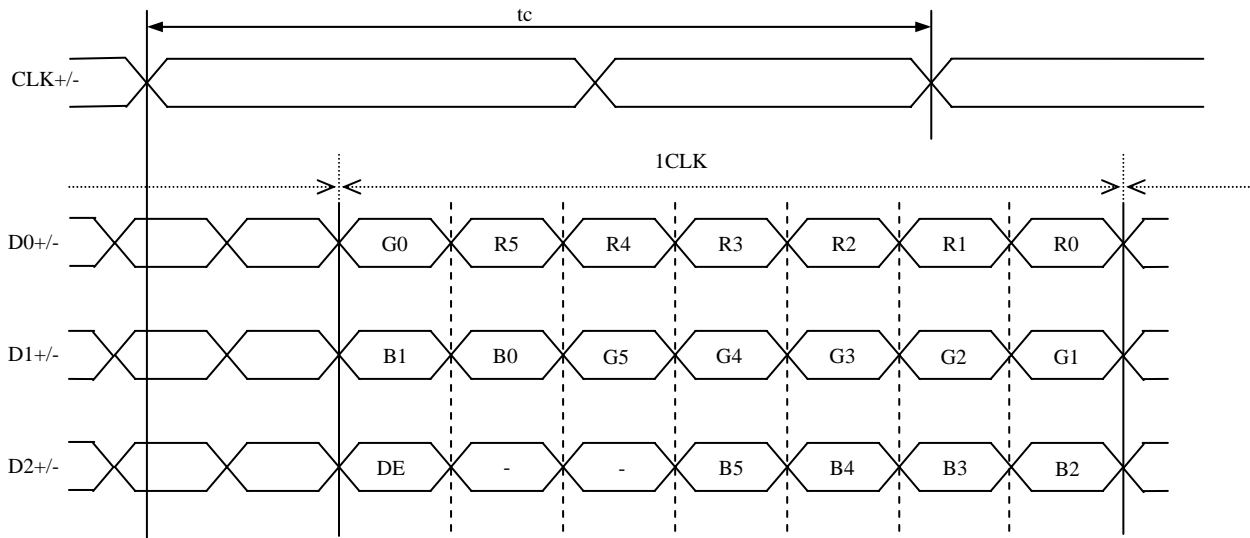 tc
CLK+/-
1CLK
D0+/- G0 R5 R4 R3 R2 R1 R0
D1+/- B1 B0 G5 G4 G3 G2 G1
D2+/- DE - - B5 B4 B3 B2